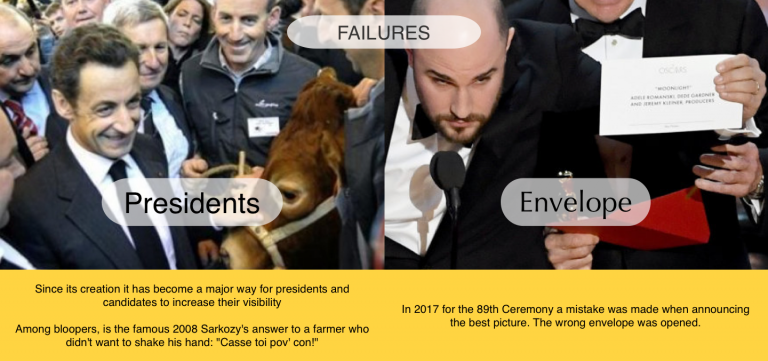 FAILURES
Presidents
Since its creation it has become a major way for presidents and
candidates to increase their visibility
Among bloopers, is the famous 2008 Sarkozy's answer to a farmer who
didn't want to shake his hand: "Casse toi pov' con!"
OSCARS
"MOONLIGHT"
ADELE ROMANSKI, DEDE GARDNER
AND JEREMY KLEINER, PRODUCERS
Envelope
In 2017 for the 89th Ceremony a mistake was made when announcing
the best picture. The wrong envelope was opened.